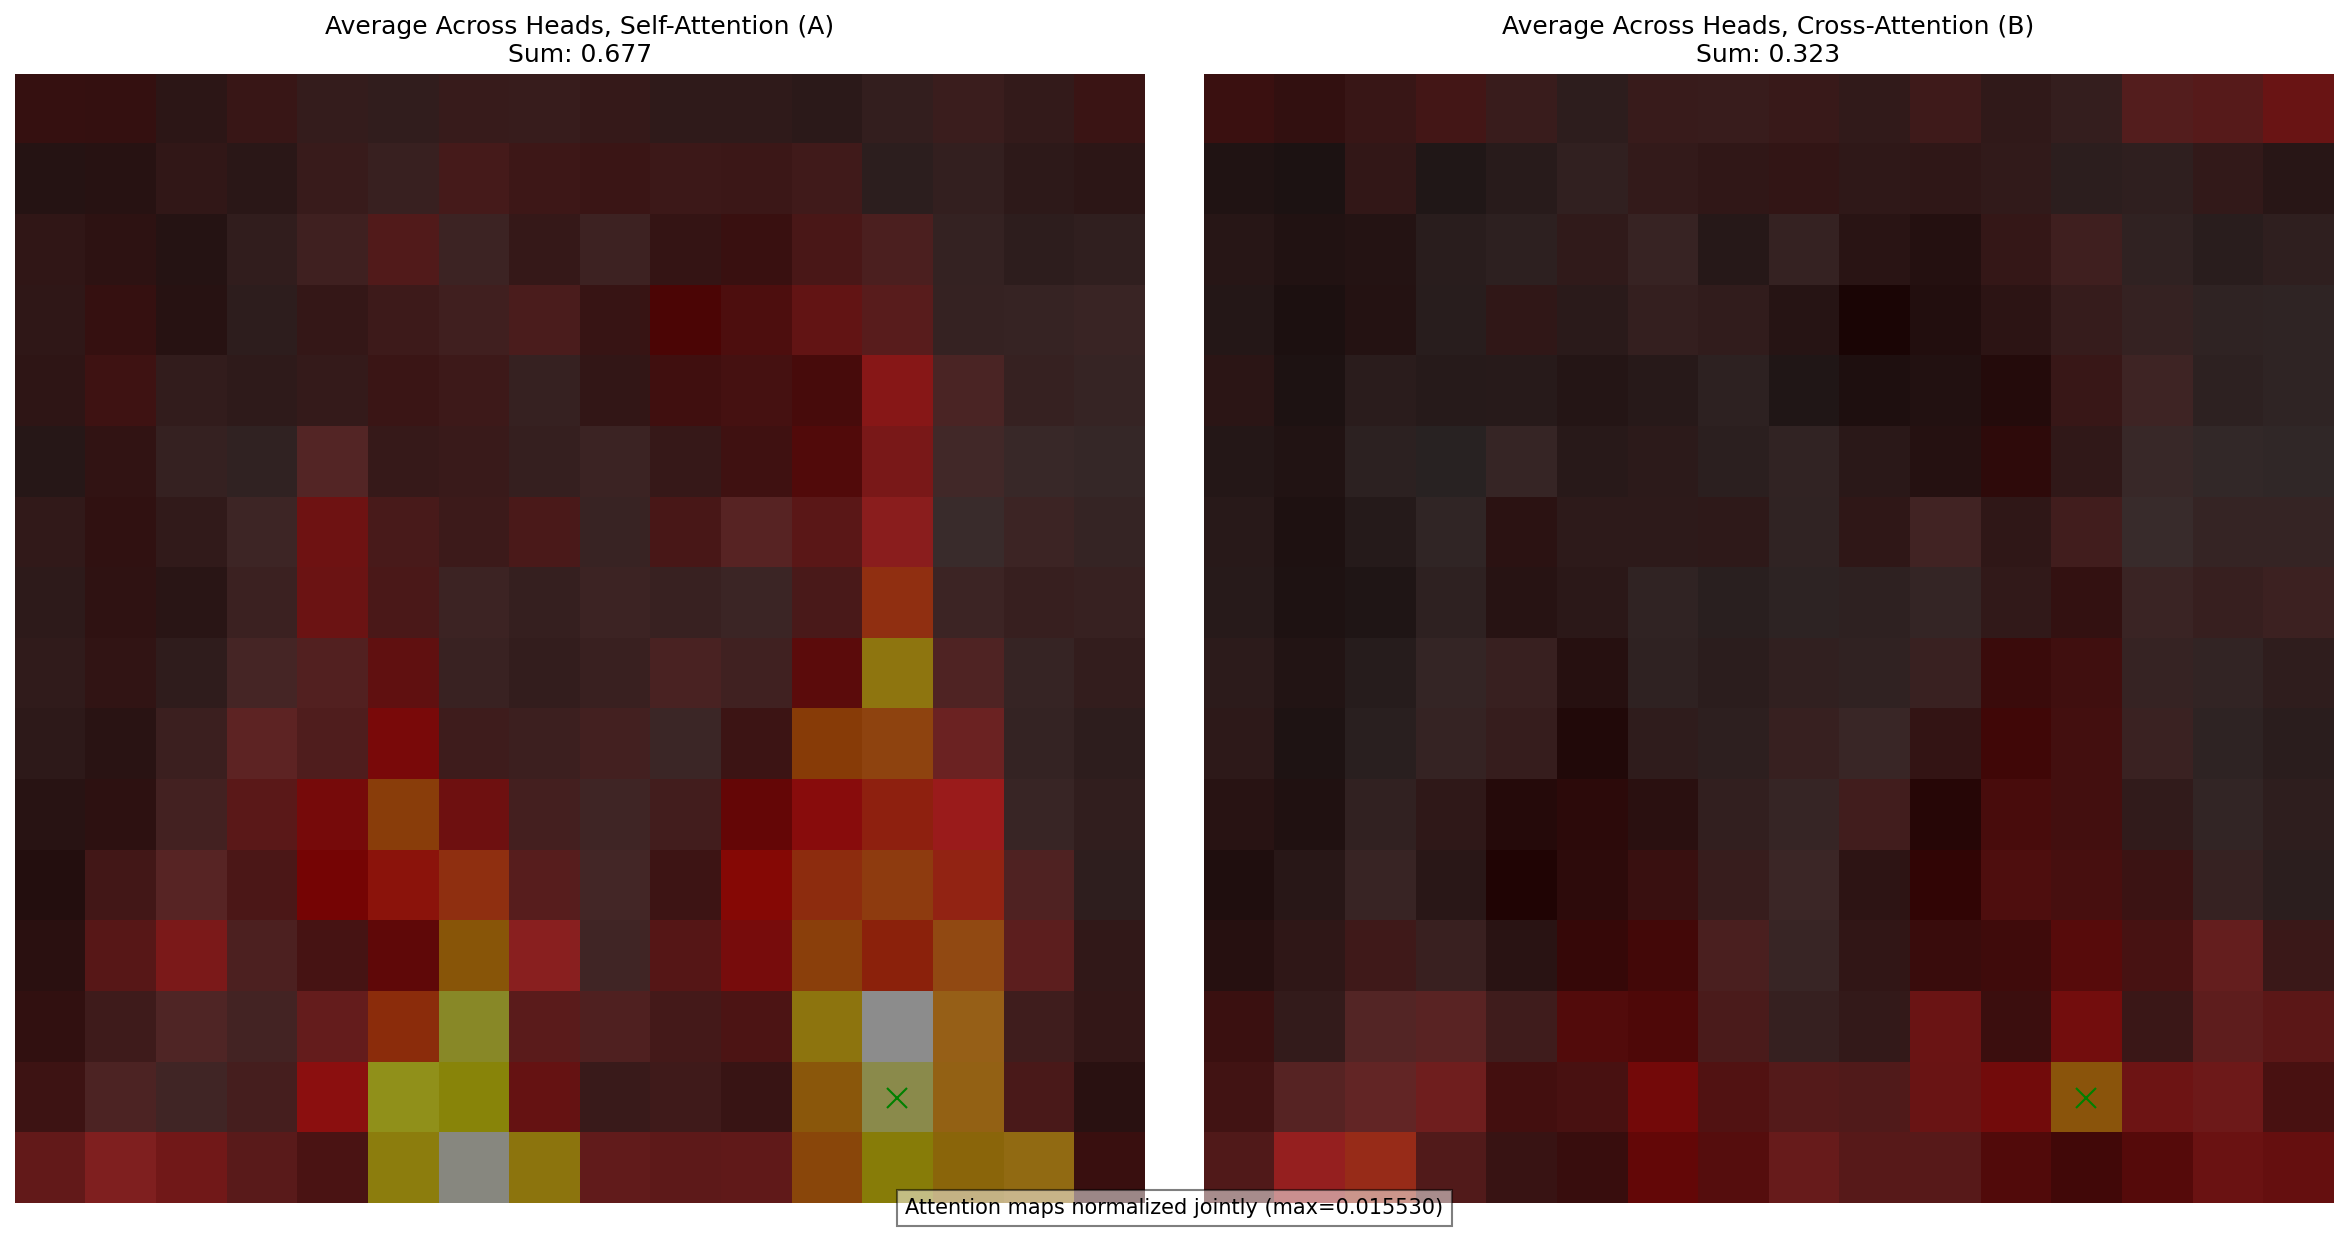 Average Across Heads, Self-Attention (A)
Sum: 0.677
Average Across Heads, Cross-Attention (B)
Sum: 0.323
Attention maps normalized jointly (max=0.015530)